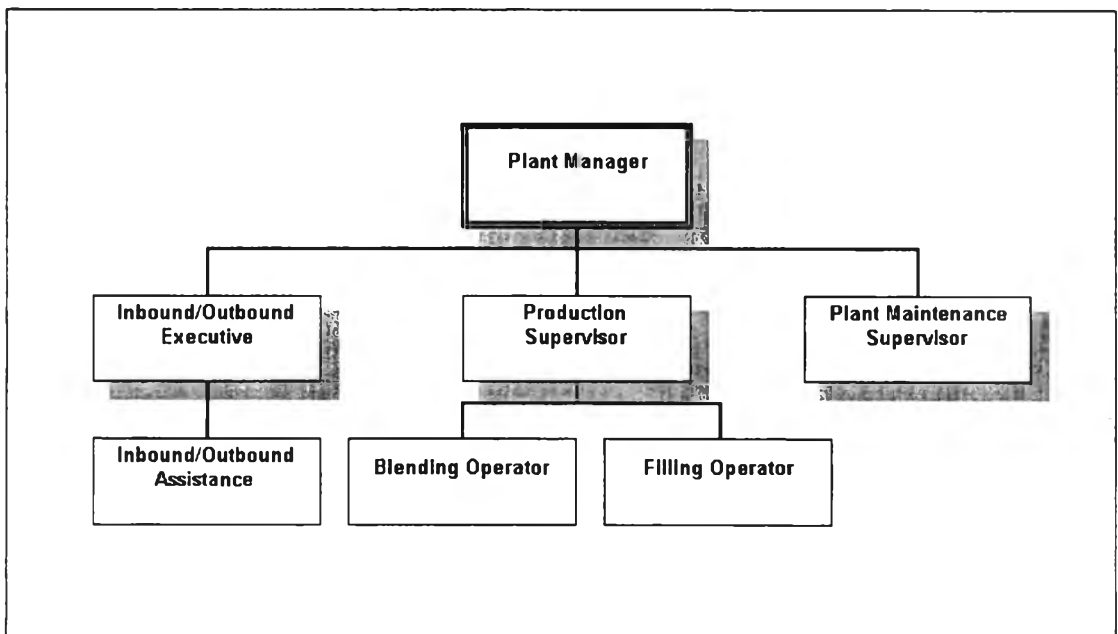 Plant Manager
Inbound/Outbound
Executive
Production
Supervisor
Plant Maintenance
Supervisor
Inbound/Outbound
Assistance
Blending Operator
Filling Operator